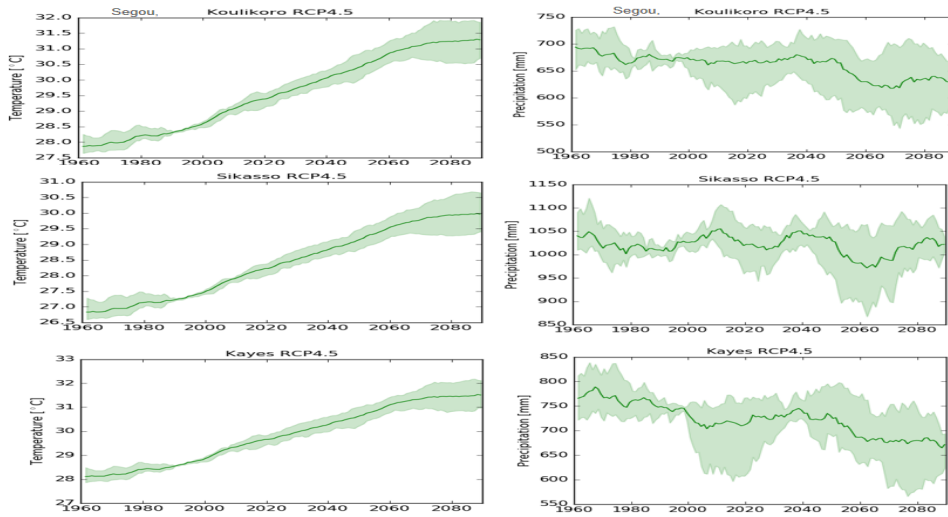 Segou, Koulikoro RCP4.5
Temperature [°C]
32.0
31.5
31.0
30.5
30.0
29.5
29.0
28.5
28.0
27.5
1960 1980 2000 2020 2040 2060 2080
Segou, Koulikoro RCP4.5
Precipitation [mm]
750
700
650
600
550
500
1960 1980 2000 2020 2040 2060 2080
Sikasso RCP4.5
Temperature [°C]
31.0
30.5
30.0
29.5
29.0
28.5
28.0
27.5
27.0
26.5
1960 1980 2000 2020 2040 2060 2080
Sikasso RCP4.5
Precipitation [mm]
1150
1100
1050
1000
950
900
850
1960 1980 2000 2020 2040 2060 2080
Kayes RCP4.5
Temperature [°C]
33
32
31
30
29
28
27
1960 1980 2000 2020 2040 2060 2080
Kayes RCP4.5
Precipitation [mm]
850
800
750
700
650
600
550
1960 1980 2000 2020 2040 2060 2080